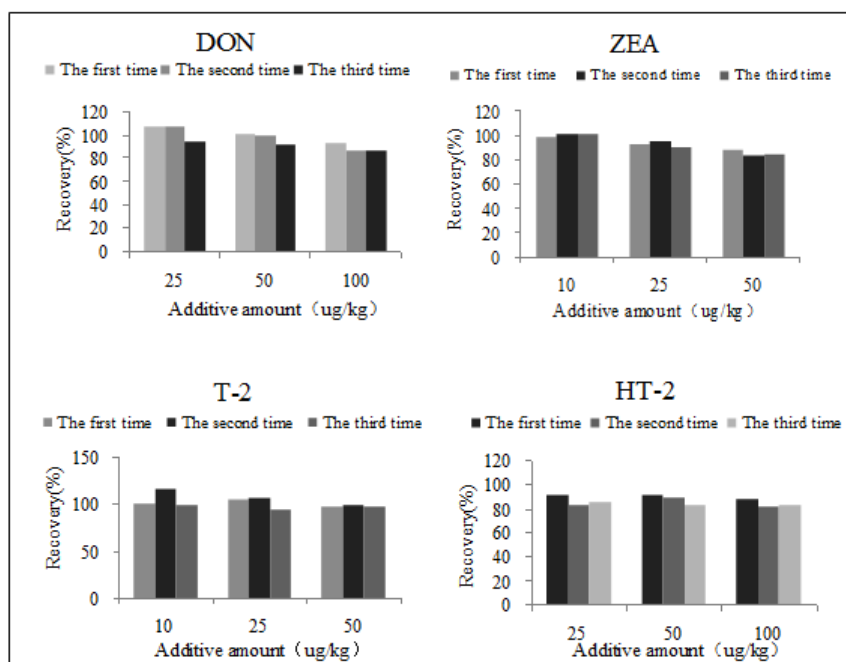 DON
The first time The second time The third time
Recovery(%)
120
100
80
60
40
20
0
25 50 100
Additive amount（ug/kg）
ZEA
The first time The second time The third time
Recovery(%)
120
100
80
60
40
20
0
10 25 50
Additive amount（ug/kg）
T-2
The first time The second time The third time
Recovery(%)
150
100
50
0
10 25 50
Additive amount（ug/kg）
HT-2
The first time The second time The third time
Recovery(%)
120
100
80
60
40
20
0
25 50 100
Additive amount（ug/kg）